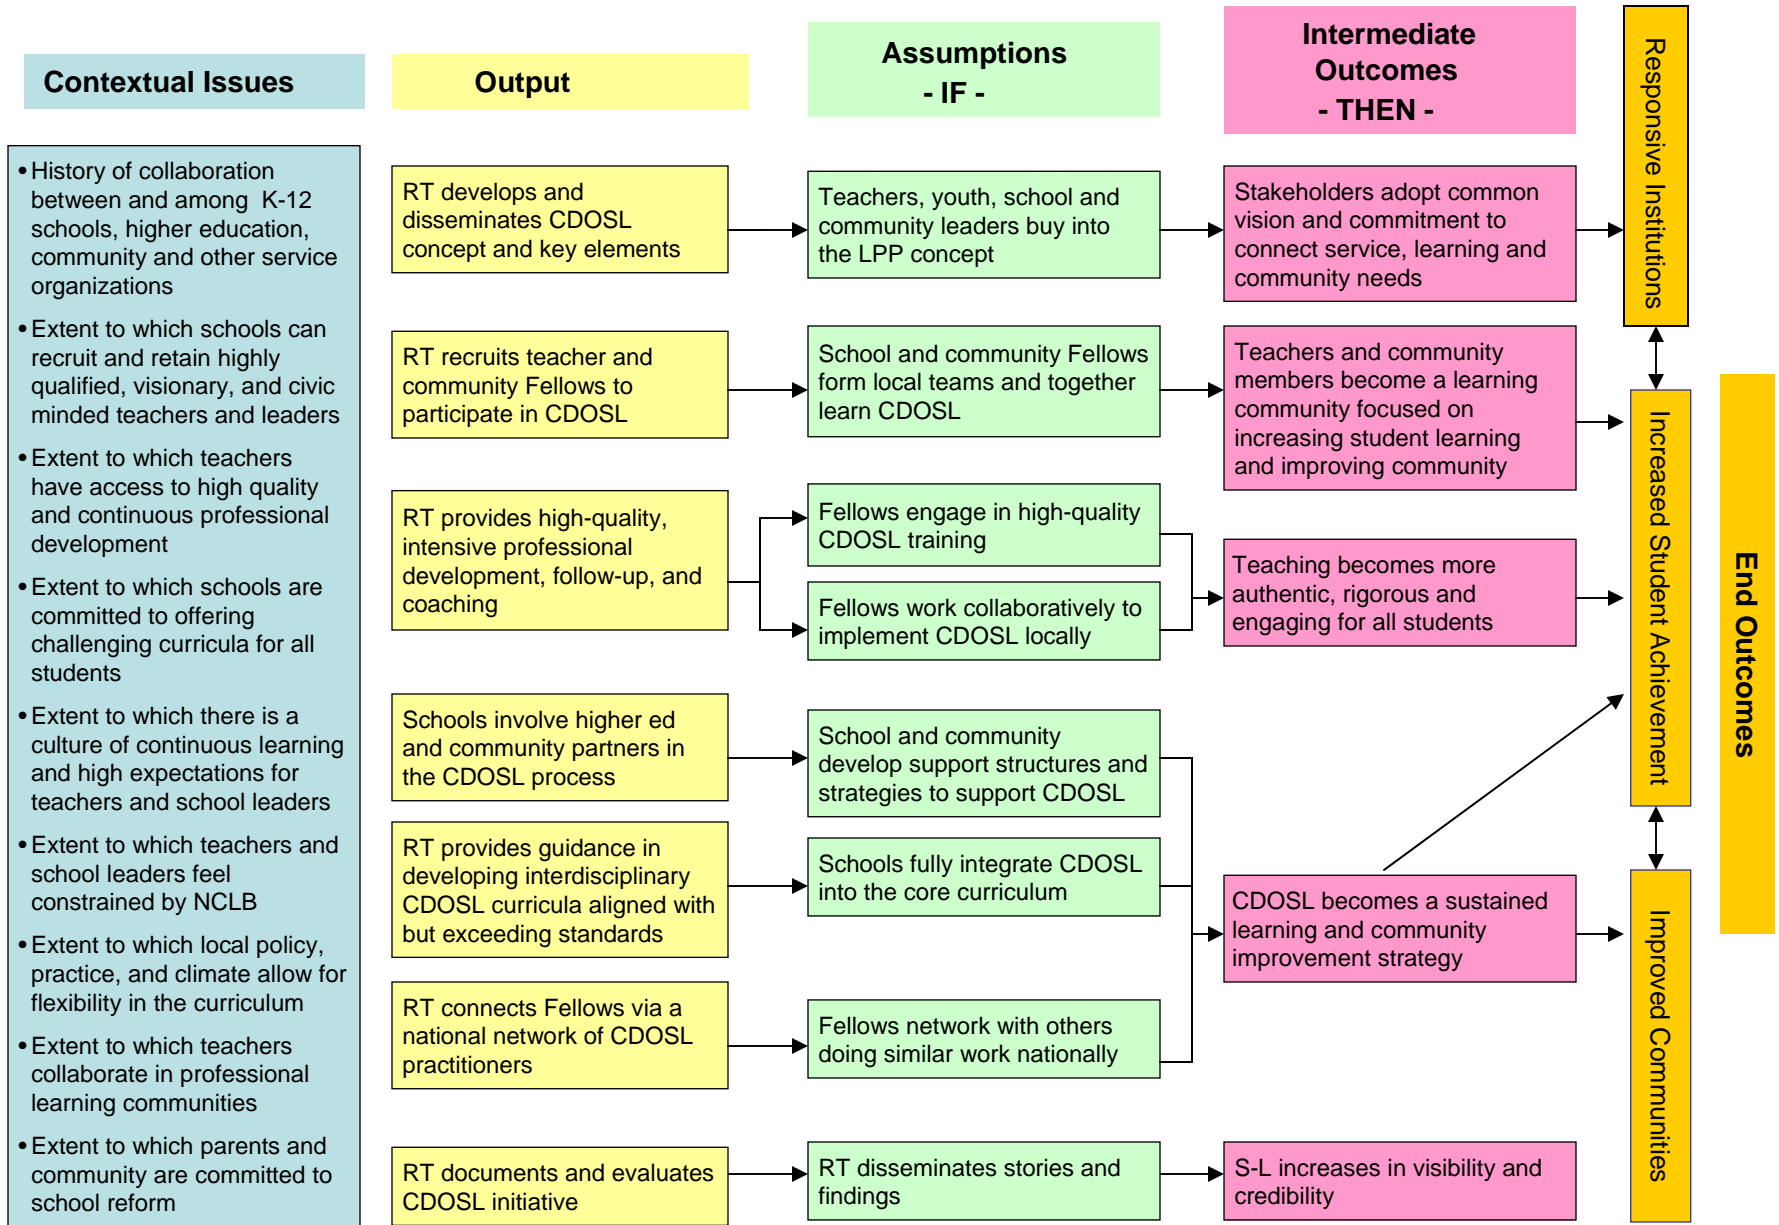 Contextual Issues
• History of collaboration
between and among K-12
schools, higher education,
community and other service
organizations
• Extent to which schools can
recruit and retain highly
qualified, visionary, and civic
minded teachers and leaders
• Extent to which teachers
have access to high quality
and continuous professional
development
• Extent to which schools are
committed to offering
challenging curricula for all
students
• Extent to which there is a
culture of continuous learning
and high expectations for
teachers and school leaders
• Extent to which teachers and
school leaders feel
constrained by NCLB
• Extent to which local policy,
practice, and climate allow for
flexibility in the curriculum
• Extent to which teachers
collaborate in professional
learning communities
• Extent to which parents and
community are committed to
school reform
Output
RT develops and
disseminates CDOSL
concept and key elements
RT recruits teacher and
community Fellows to
participate in CDOSL
RT provides high-quality,
intensive professional
development, follow-up, and
coaching
Schools involve higher ed
and community partners in
the CDOSL process
RT provides guidance in
developing interdisciplinary
CDOSL curricula aligned with
but exceeding standards
RT connects Fellows via a
national network of CDOSL
practitioners
RT documents and evaluates
CDOSL initiative
Assumptions
- IF -
Teachers, youth, school and
community leaders buy into
the LPP concept
School and community Fellows
form local teams and together
learn CDOSL
Fellows engage in high-quality
CDOSL training
Fellows work collaboratively to
implement CDOSL locally
School and community
develop support structures and
strategies to support CDOSL
Schools fully integrate CDOSL
into the core curriculum
Fellows network with others
doing similar work nationally
RT disseminates stories and
findings
Intermediate
Outcomes
- THEN -
Stakeholders adopt common
vision and commitment to
connect service, learning and
community needs
Teachers and community
members become a learning
community focused on
increasing student learning
and improving community
Teaching becomes more
authentic, rigorous and
engaging for all students
CDOSL becomes a sustained
learning and community
improvement strategy
S-L increases in visibility and
credibility
Responsive Institutions
Increased Student Achievement
Improved Communities
End Outcomes